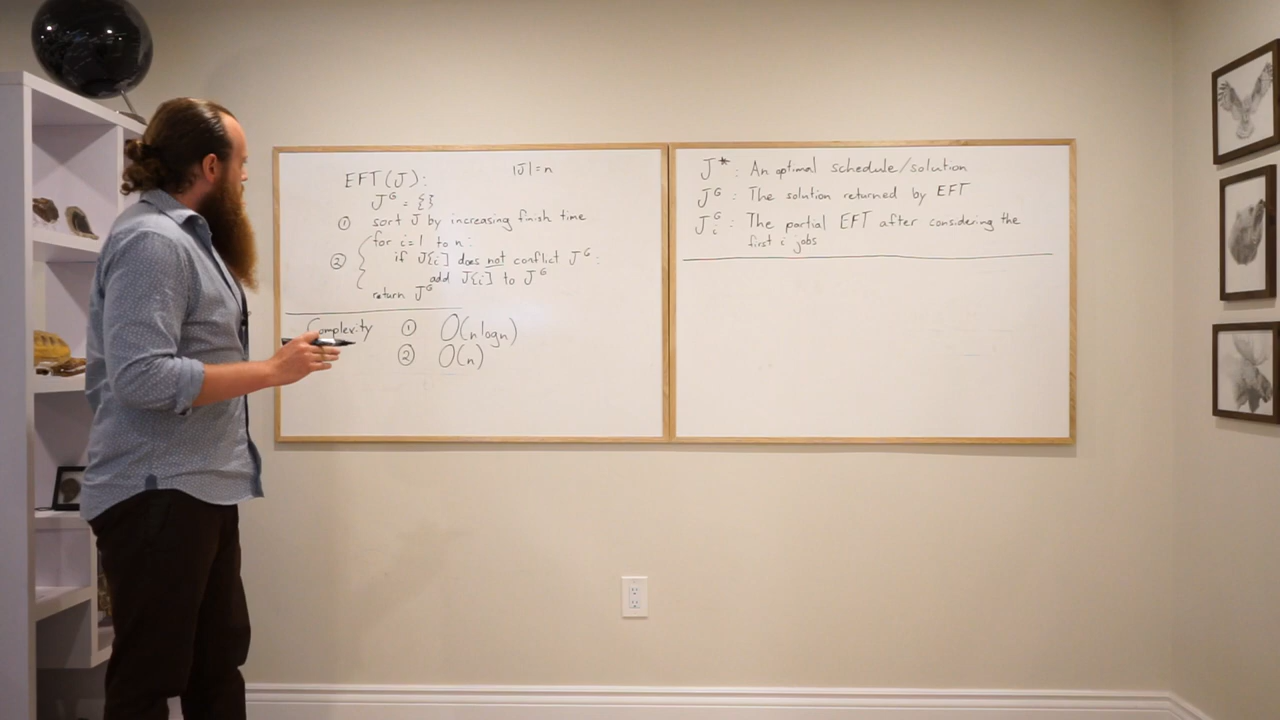 EFT(J):
|J|=n
J^G = {}
① sort J by increasing finish time
② for i=1 to n:
if J[i] does not conflict J^G:
add J[i] to J^G
return J^G
Complexity ① O(n log n)
② O(n)
J* : An optimal schedule/solution
J^G : The solution returned by EFT
J_i^G : The partial EFT after considering the
first i jobs